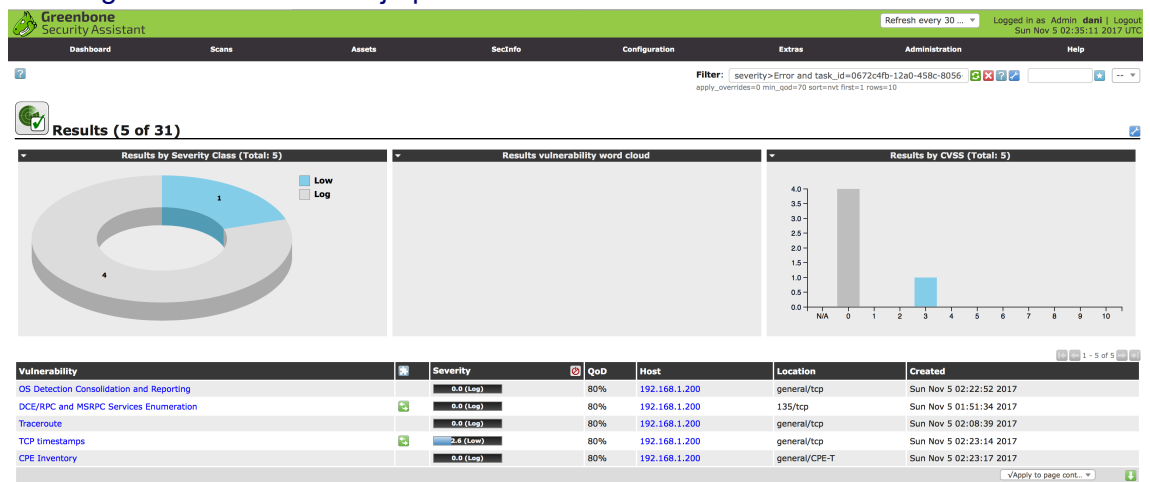 Greenbone
Security Assistant
Refresh every 30 ...
Logged in as Admin dani | Logout
Sun Nov 5 02:35:11 2017 UTC
Dashboard Scans Assets SecInfo Configuration Extras Administration Help
Filter: severity>Error and task_id=0672c4fb-12a0-458c-8056-
apply_overrides=0 min_qod=70 sort=nvt first=1 rows=10
--
Results (5 of 31)
Results by Severity Class (Total: 5)
1
4
Low
Log
Results vulnerability word cloud
Results by CVSS (Total: 5)
4.0
3.5
3.0
2.5
2.0
1.5
1.0
0.5
0.0
N/A 0 1 2 3 4 5 6 7 8 9 10
1 - 5 of 5
Vulnerability Severity QoD Host Location Created
OS Detection Consolidation and Reporting 0.0 (Log) 80% 192.168.1.200 general/tcp Sun Nov 5 02:22:52 2017
DCE/RPC and MSRPC Services Enumeration 0.0 (Log) 80% 192.168.1.200 135/tcp Sun Nov 5 01:51:34 2017
Traceroute 0.0 (Log) 80% 192.168.1.200 general/tcp Sun Nov 5 02:08:39 2017
TCP timestamps 2.6 (Low) 80% 192.168.1.200 general/tcp Sun Nov 5 02:23:14 2017
CPE Inventory 0.0 (Log) 80% 192.168.1.200 general/CPE-T Sun Nov 5 02:23:17 2017
√Apply to page cont...